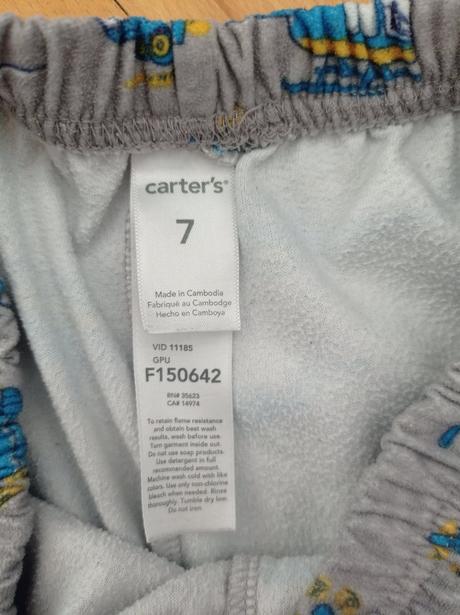 carter's®
7
Made in Cambodia
Fabriqué au Cambodge
Hecho en Camboya
VID 11185
GPU
F150642
RN# 35623
CA# 14974
To retain flame resistance
and obtain best wash
results, wash before use.
Turn garment inside out.
Do not use soap products.
Use detergent in full
recommended amount.
Machine wash cold with like
colors. Use only non-chlorine
bleach when needed. Rinse
thoroughly. Tumble dry low.
Do not iron